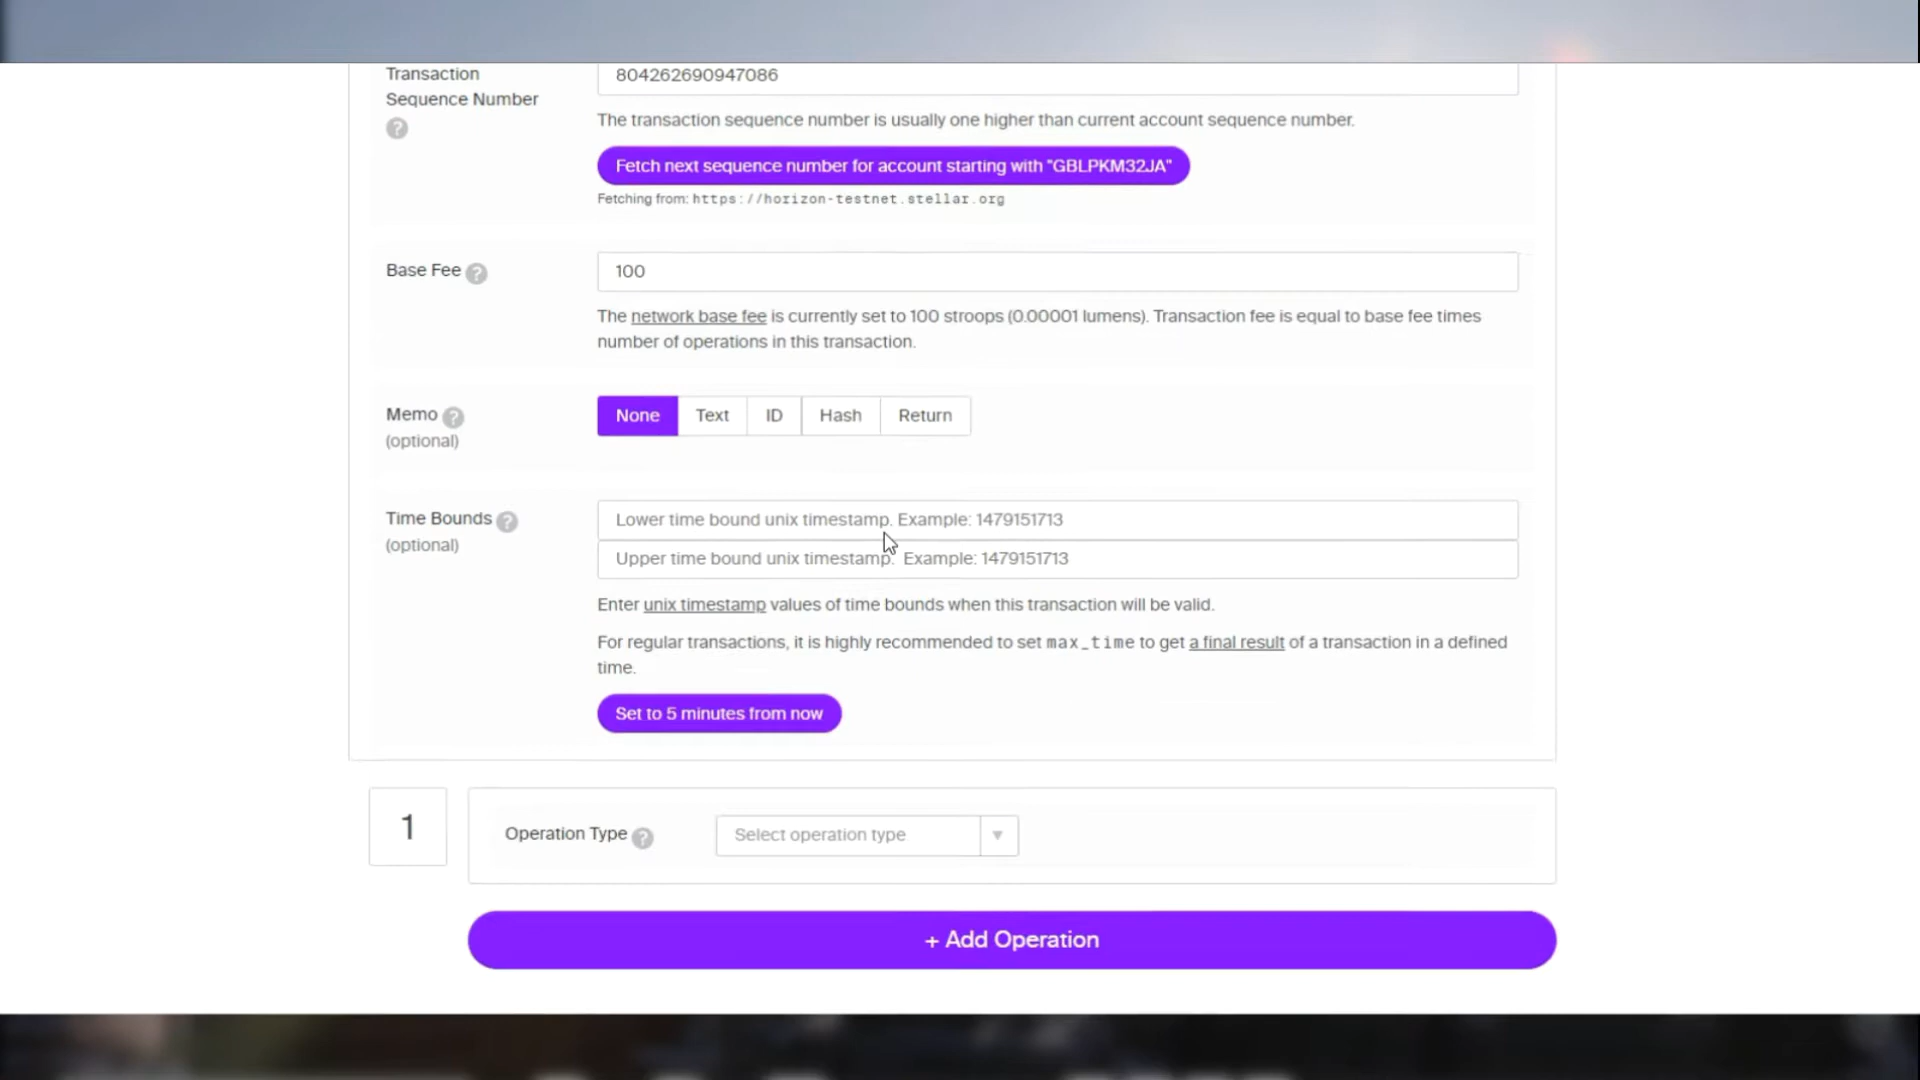 Transaction
Sequence Number
?
804262690947086
The transaction sequence number is usually one higher than current account sequence number.
Fetch next sequence number for account starting with "GBLPKM32JA"
Fetching from: https://horizon-testnet.stellar.org
Base Fee ?
100
The network base fee is currently set to 100 stroops (0.00001 lumens). Transaction fee is equal to base fee times
number of operations in this transaction.
Memo ?
(optional)
None Text ID Hash Return
Time Bounds ?
(optional)
Lower time bound unix timestamp. Example: 1479151713
Upper time bound unix timestamp. Example: 1479151713
Enter unix timestamp values of time bounds when this transaction will be valid.
For regular transactions, it is highly recommended to set max_time to get a final result of a transaction in a defined
time.
Set to 5 minutes from now
1
Operation Type ?
Select operation type
+ Add Operation